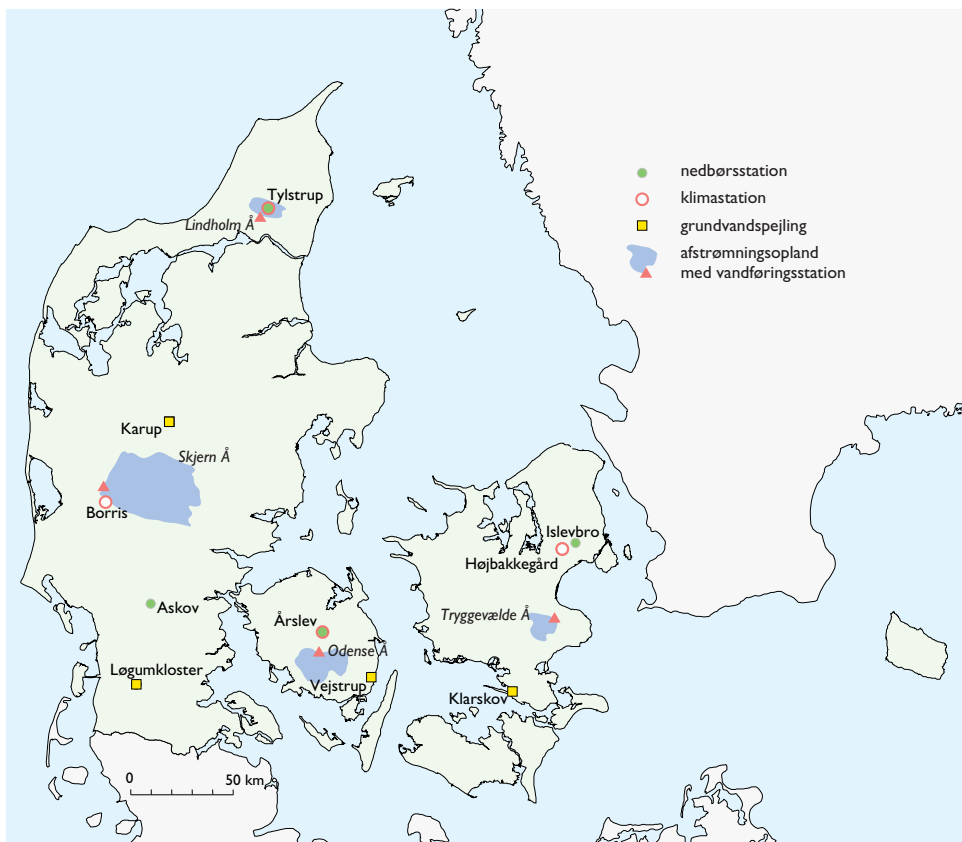 nedbørsstation
Tylstrup
klimastation
Lindholm Å
grundvandspejling
afstrømningsopland
med vandføringsstation
Karup
Skjern Å
Borris
Islevbro
Højbakkegård
Askov
Årslev
Tryggevælde Å
Odense Å
Løgumkloster
Vejstrup
Klarskov
0
50 km